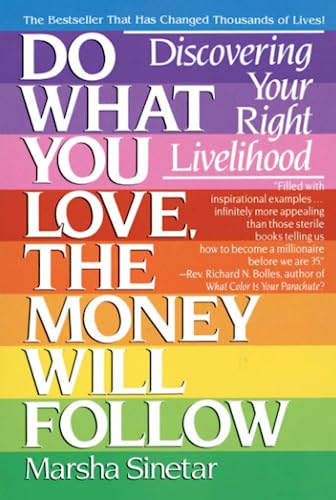 The Bestseller That Has Changed Thousands of Lives!
DO
WHAT
YOU
LOVE,
THE
MONEY
WILL
FOLLOW
Discovering
Your
Right
Livelihood
"Filled with
inspirational examples . . .
infinitely more appealing
than those sterile
books telling us
how to become a millionaire
before we are 35."
—Rev. Richard N. Bolles, author of
What Color Is Your Parachute?
Marsha Sinetar